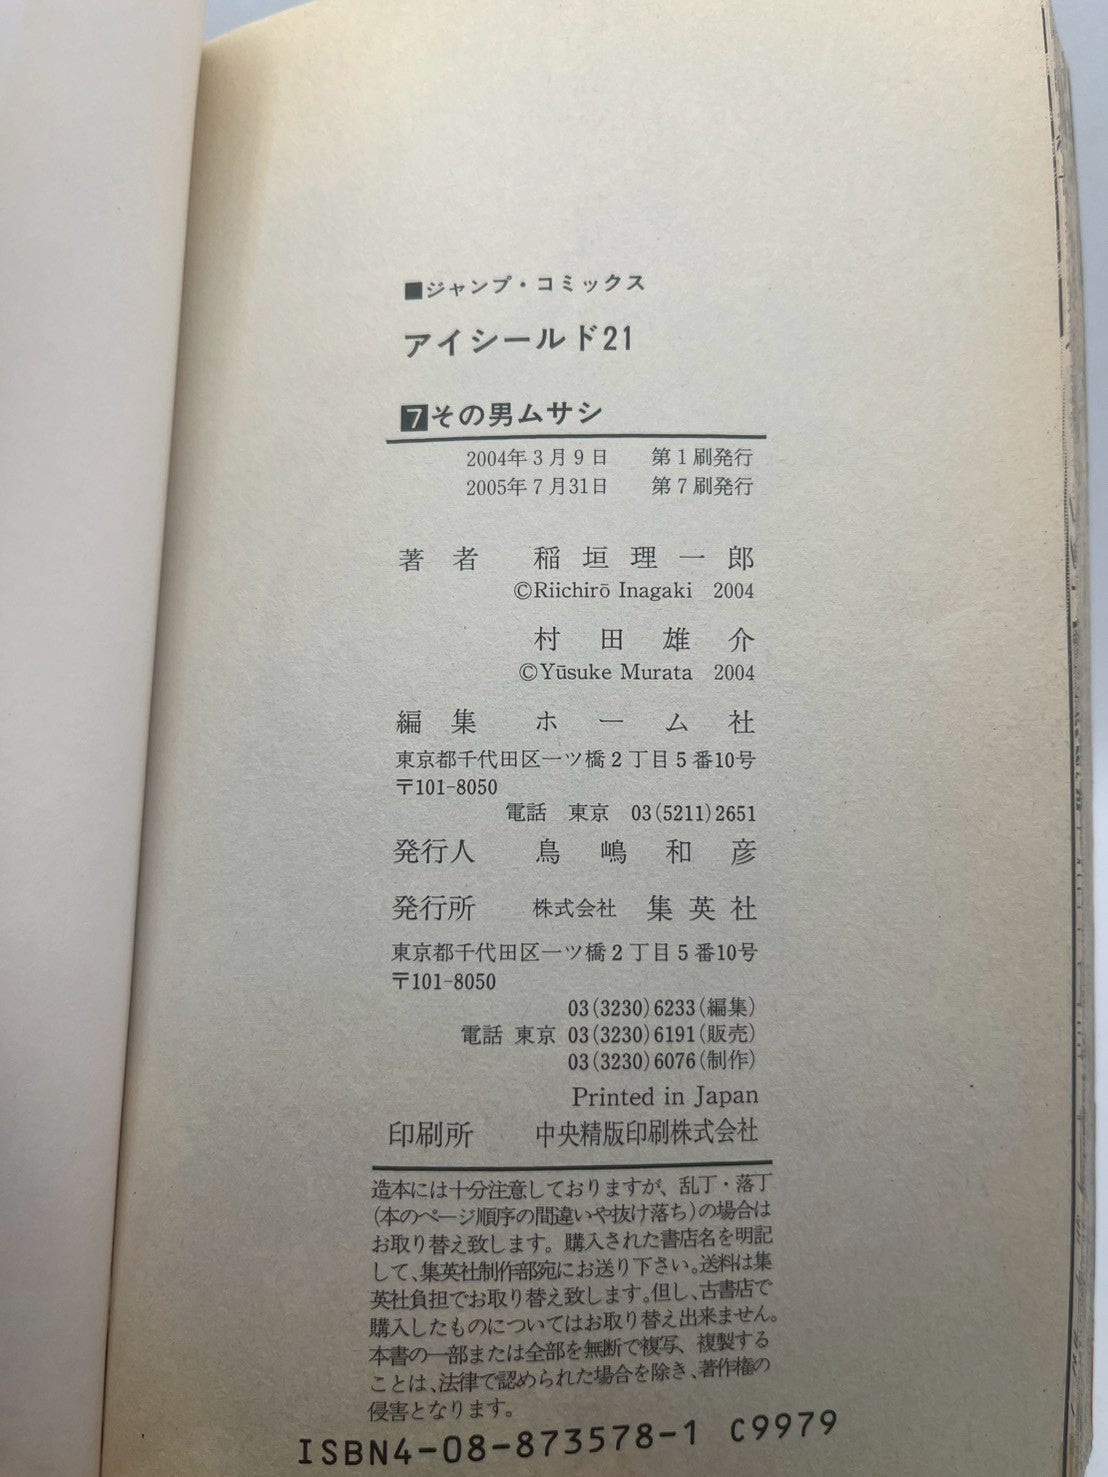 ■ジャンプ・コミックス
アイシールド21
7その男ムサシ
2004年3月9日 第1刷発行
2005年7月31日 第7刷発行
著者 稲垣理一郎
©Riichirō Inagaki 2004
村田雄介
©Yūsuke Murata 2004
編集 ホーム社
東京都千代田区一ツ橋2丁目5番10号
〒101-8050
電話 東京 03(5211)2651
発行人 鳥嶋和彦
発行所 株式会社 集英社
東京都千代田区一ツ橋2丁目5番10号
〒101-8050
03(3230)6233(編集)
電話 東京 03(3230)6191(販売)
03(3230)6076(制作)
Printed in Japan
印刷所 中央精版印刷株式会社
造本には十分注意しておりますが、乱丁・落丁
(本のページ順序の間違いや抜け落ち)の場合は
お取り替え致します。購入された書店名を明記
して、集英社制作部宛にお送り下さい。送料は集
英社負担でお取り替え致します。但し、古書店で
購入したものについてはお取り替え出来ません。
本書の一部または全部を無断で複写、複製する
ことは、法律で認められた場合を除き、著作権の
侵害となります。
ISBN4-08-873578-1 C9979